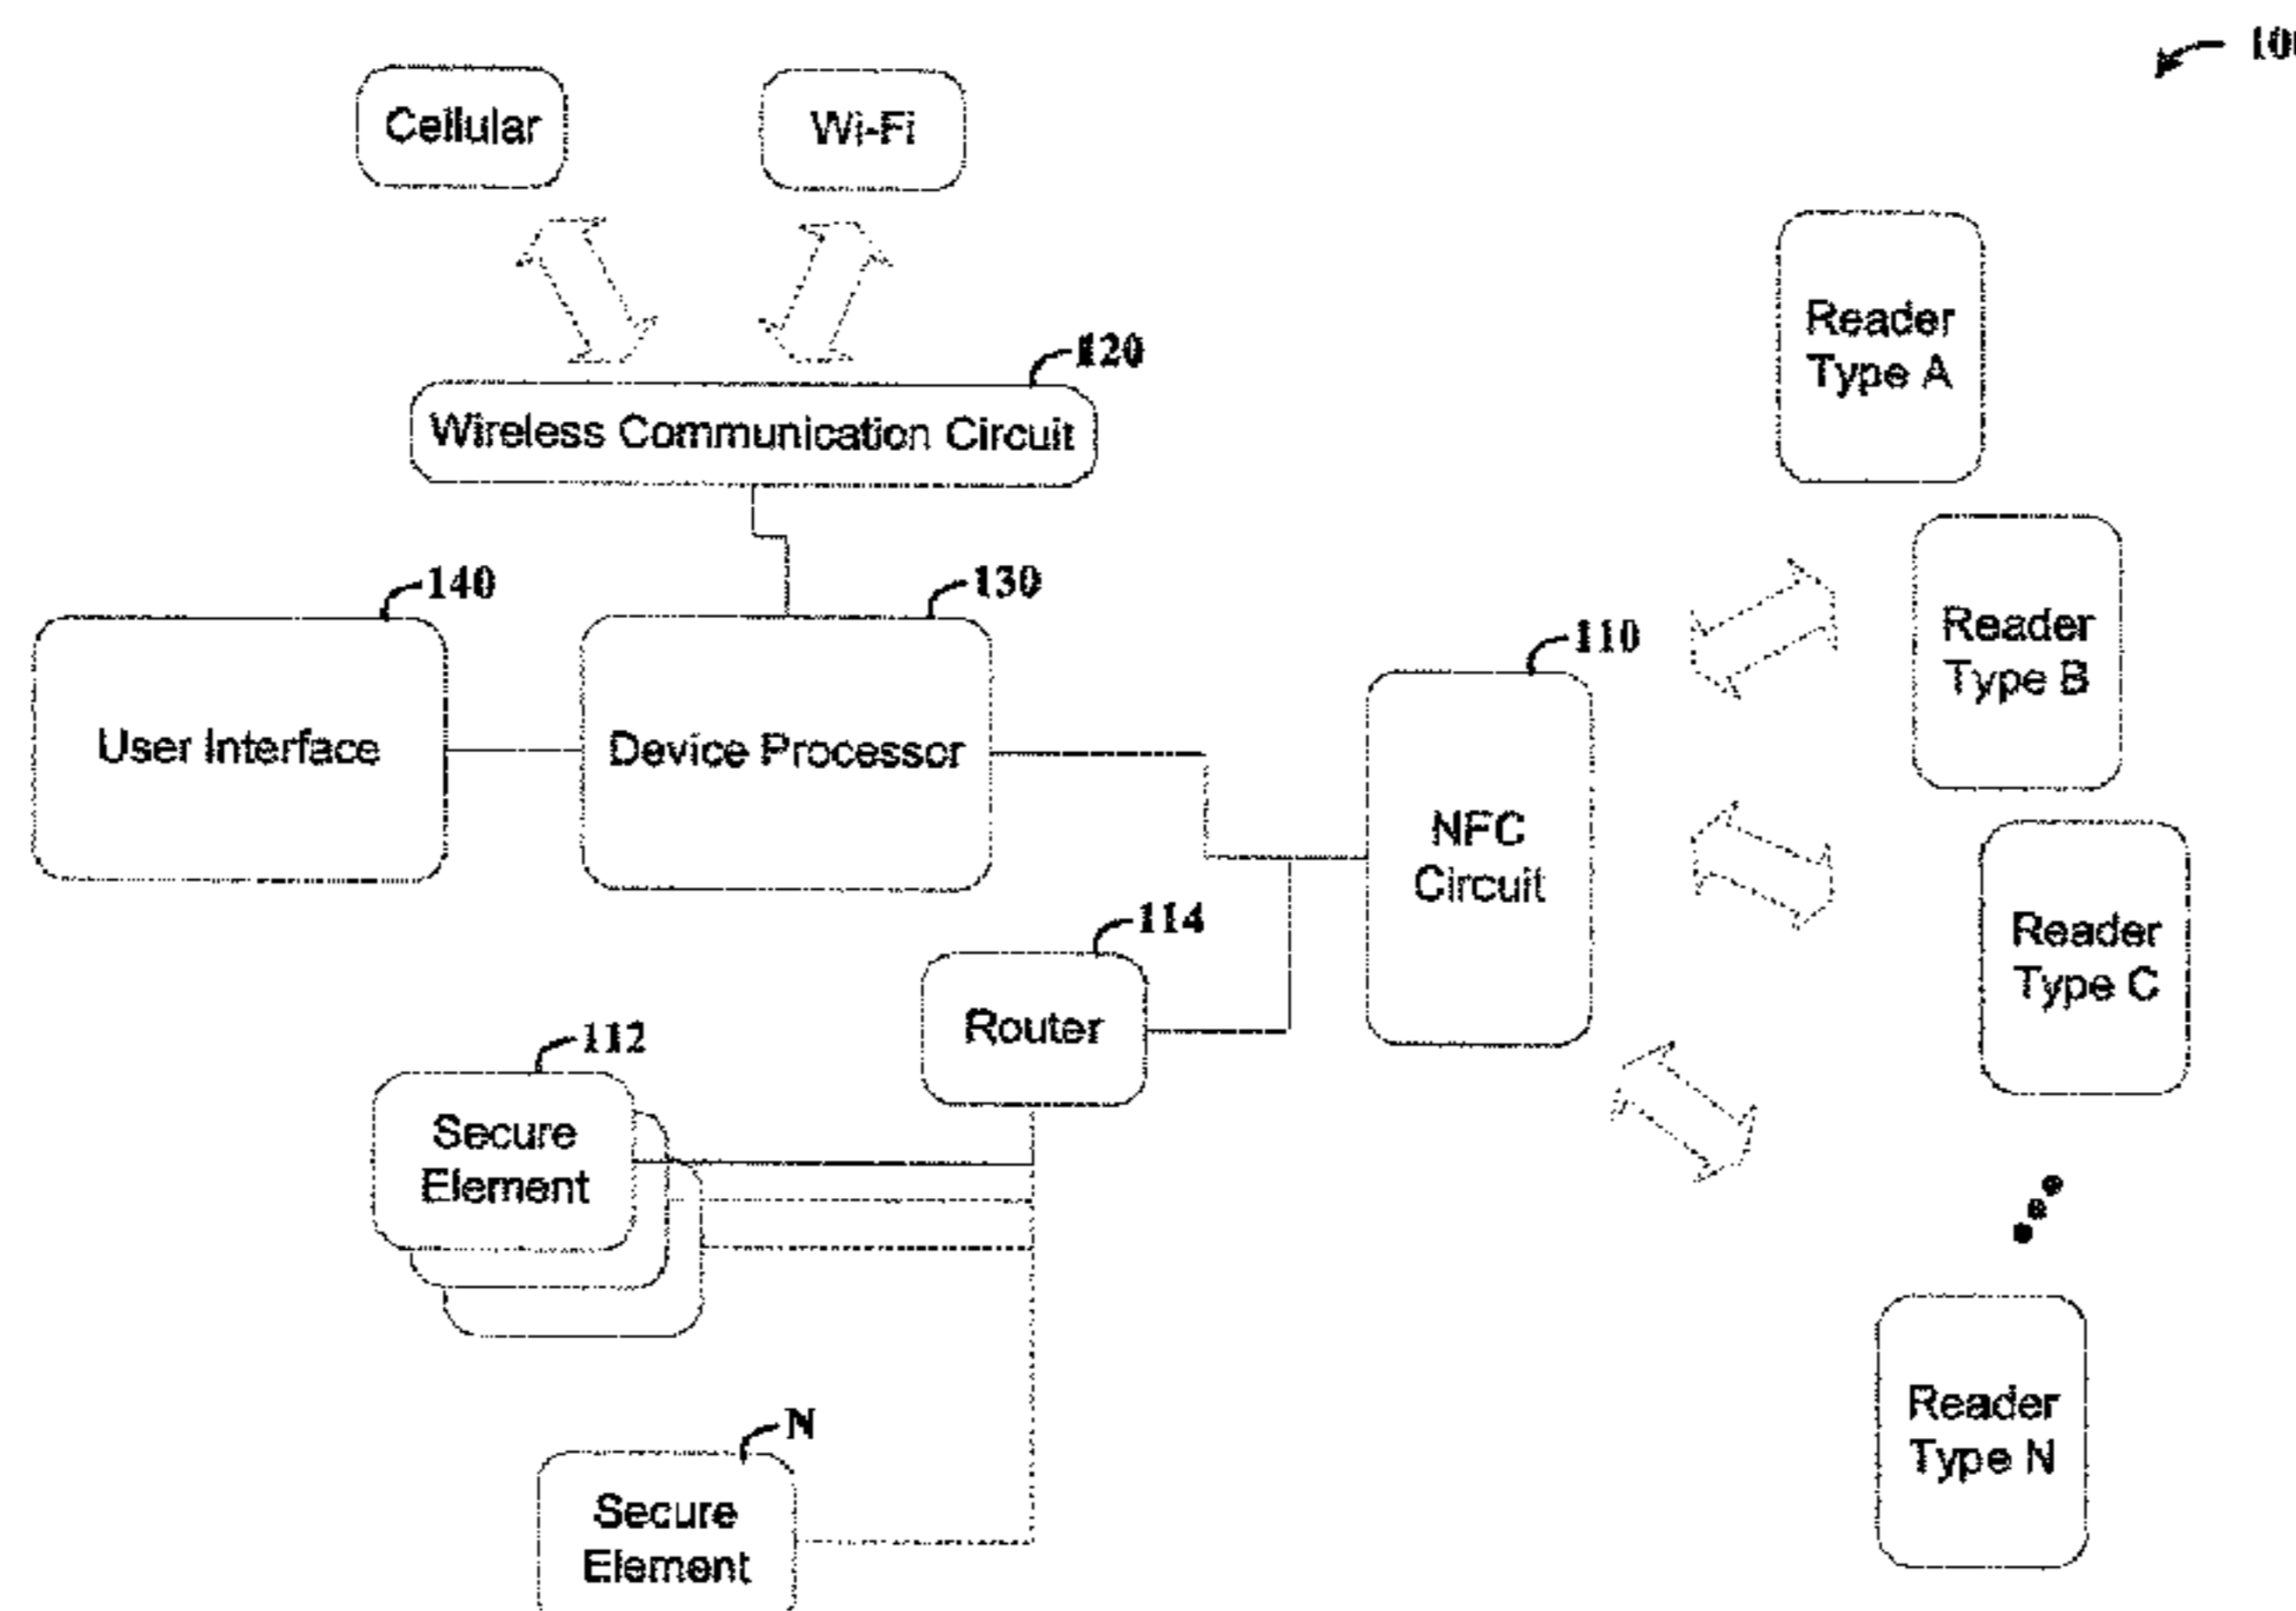 100
Cellular
Wi-Fi
120
Wireless Communication Circuit
Reader
Type A
140
User Interface
130
Device Processor
110
NFC
Circuit
Reader
Type B
114
Router
Reader
Type C
112
Secure
Element
N
Secure
Element
Reader
Type N